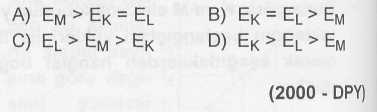 A) E_M > E_K = E_L B) E_K = E_L > E_M
C) E_L > E_M > E_K D) E_K > E_L > E_M
(2000 - DPY)